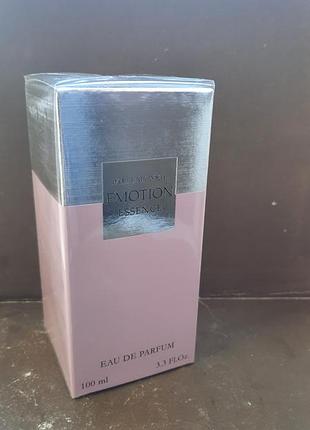 EMOTION
ESSENCE
EAU DE PARFUM
100 ml
3.3 FL.Oz.